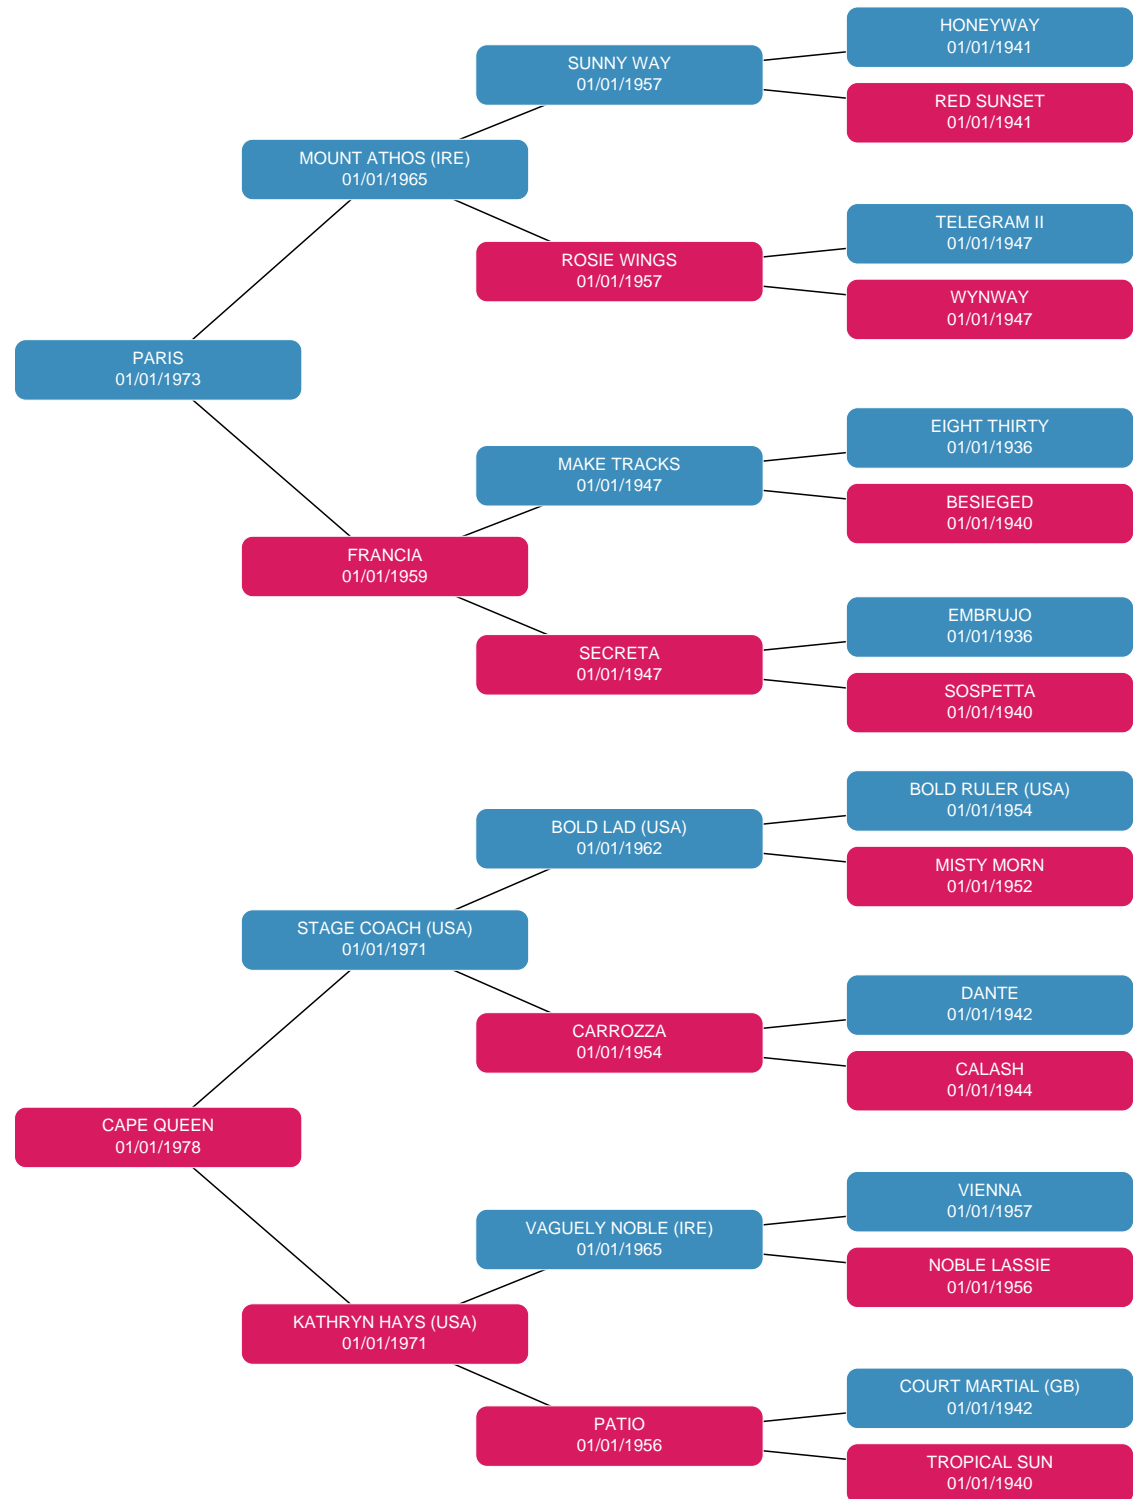 HONEYWAY
01/01/1941
SUNNY WAY
01/01/1957
RED SUNSET
01/01/1941
MOUNT ATHOS (IRE)
01/01/1965
TELEGRAM II
01/01/1947
ROSIE WINGS
01/01/1957
WYNWAY
01/01/1947
PARIS
01/01/1973
EIGHT THIRTY
01/01/1936
MAKE TRACKS
01/01/1947
BESIEGED
01/01/1940
FRANCIA
01/01/1959
EMBRUJO
01/01/1936
SECRETA
01/01/1947
SOSPETTA
01/01/1940
BOLD RULER (USA)
01/01/1954
BOLD LAD (USA)
01/01/1962
MISTY MORN
01/01/1952
STAGE COACH (USA)
01/01/1971
DANTE
01/01/1942
CARROZZA
01/01/1954
CALASH
01/01/1944
CAPE QUEEN
01/01/1978
VIENNA
01/01/1957
VAGUELY NOBLE (IRE)
01/01/1965
NOBLE LASSIE
01/01/1956
KATHRYN HAYS (USA)
01/01/1971
COURT MARTIAL (GB)
01/01/1942
PATIO
01/01/1956
TROPICAL SUN
01/01/1940